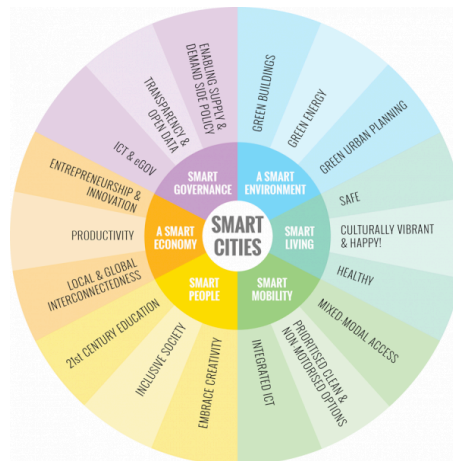 SMART
CITIES
A SMART
ENVIRONMENT
GREEN BUILDINGS
GREEN ENERGY
GREEN URBAN PLANNING
SMART
LIVING
SAFE
CULTURALLY VIBRANT
& HAPPY!
HEALTHY
SMART
MOBILITY
MIXED-MODAL ACCESS
PRIORITISED CLEAN &
NON-MOTORISED OPTIONS
INTEGRATED ICT
SMART
PEOPLE
EMBRACE CREATIVITY
INCLUSIVE SOCIETY
21st CENTURY EDUCATION
A SMART
ECONOMY
LOCAL & GLOBAL
INTERCONNECTEDNESS
PRODUCTIVITY
ENTREPRENEURSHIP &
INNOVATION
SMART
GOVERNANCE
ICT & eGOV
TRANSPARENCY &
OPEN DATA
ENABLING SUPPLY &
DEMAND SIDE POLICY